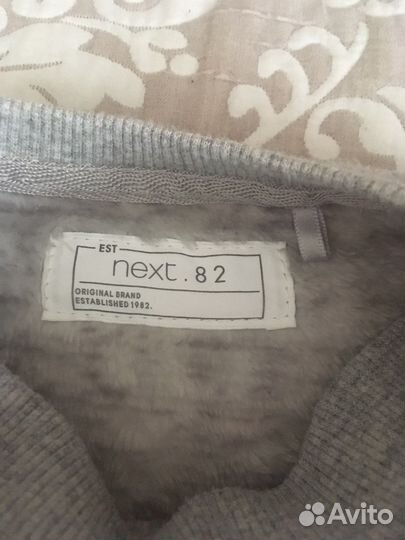 EST
next.82
ORIGINAL BRAND
ESTABLISHED 1982.
Avito